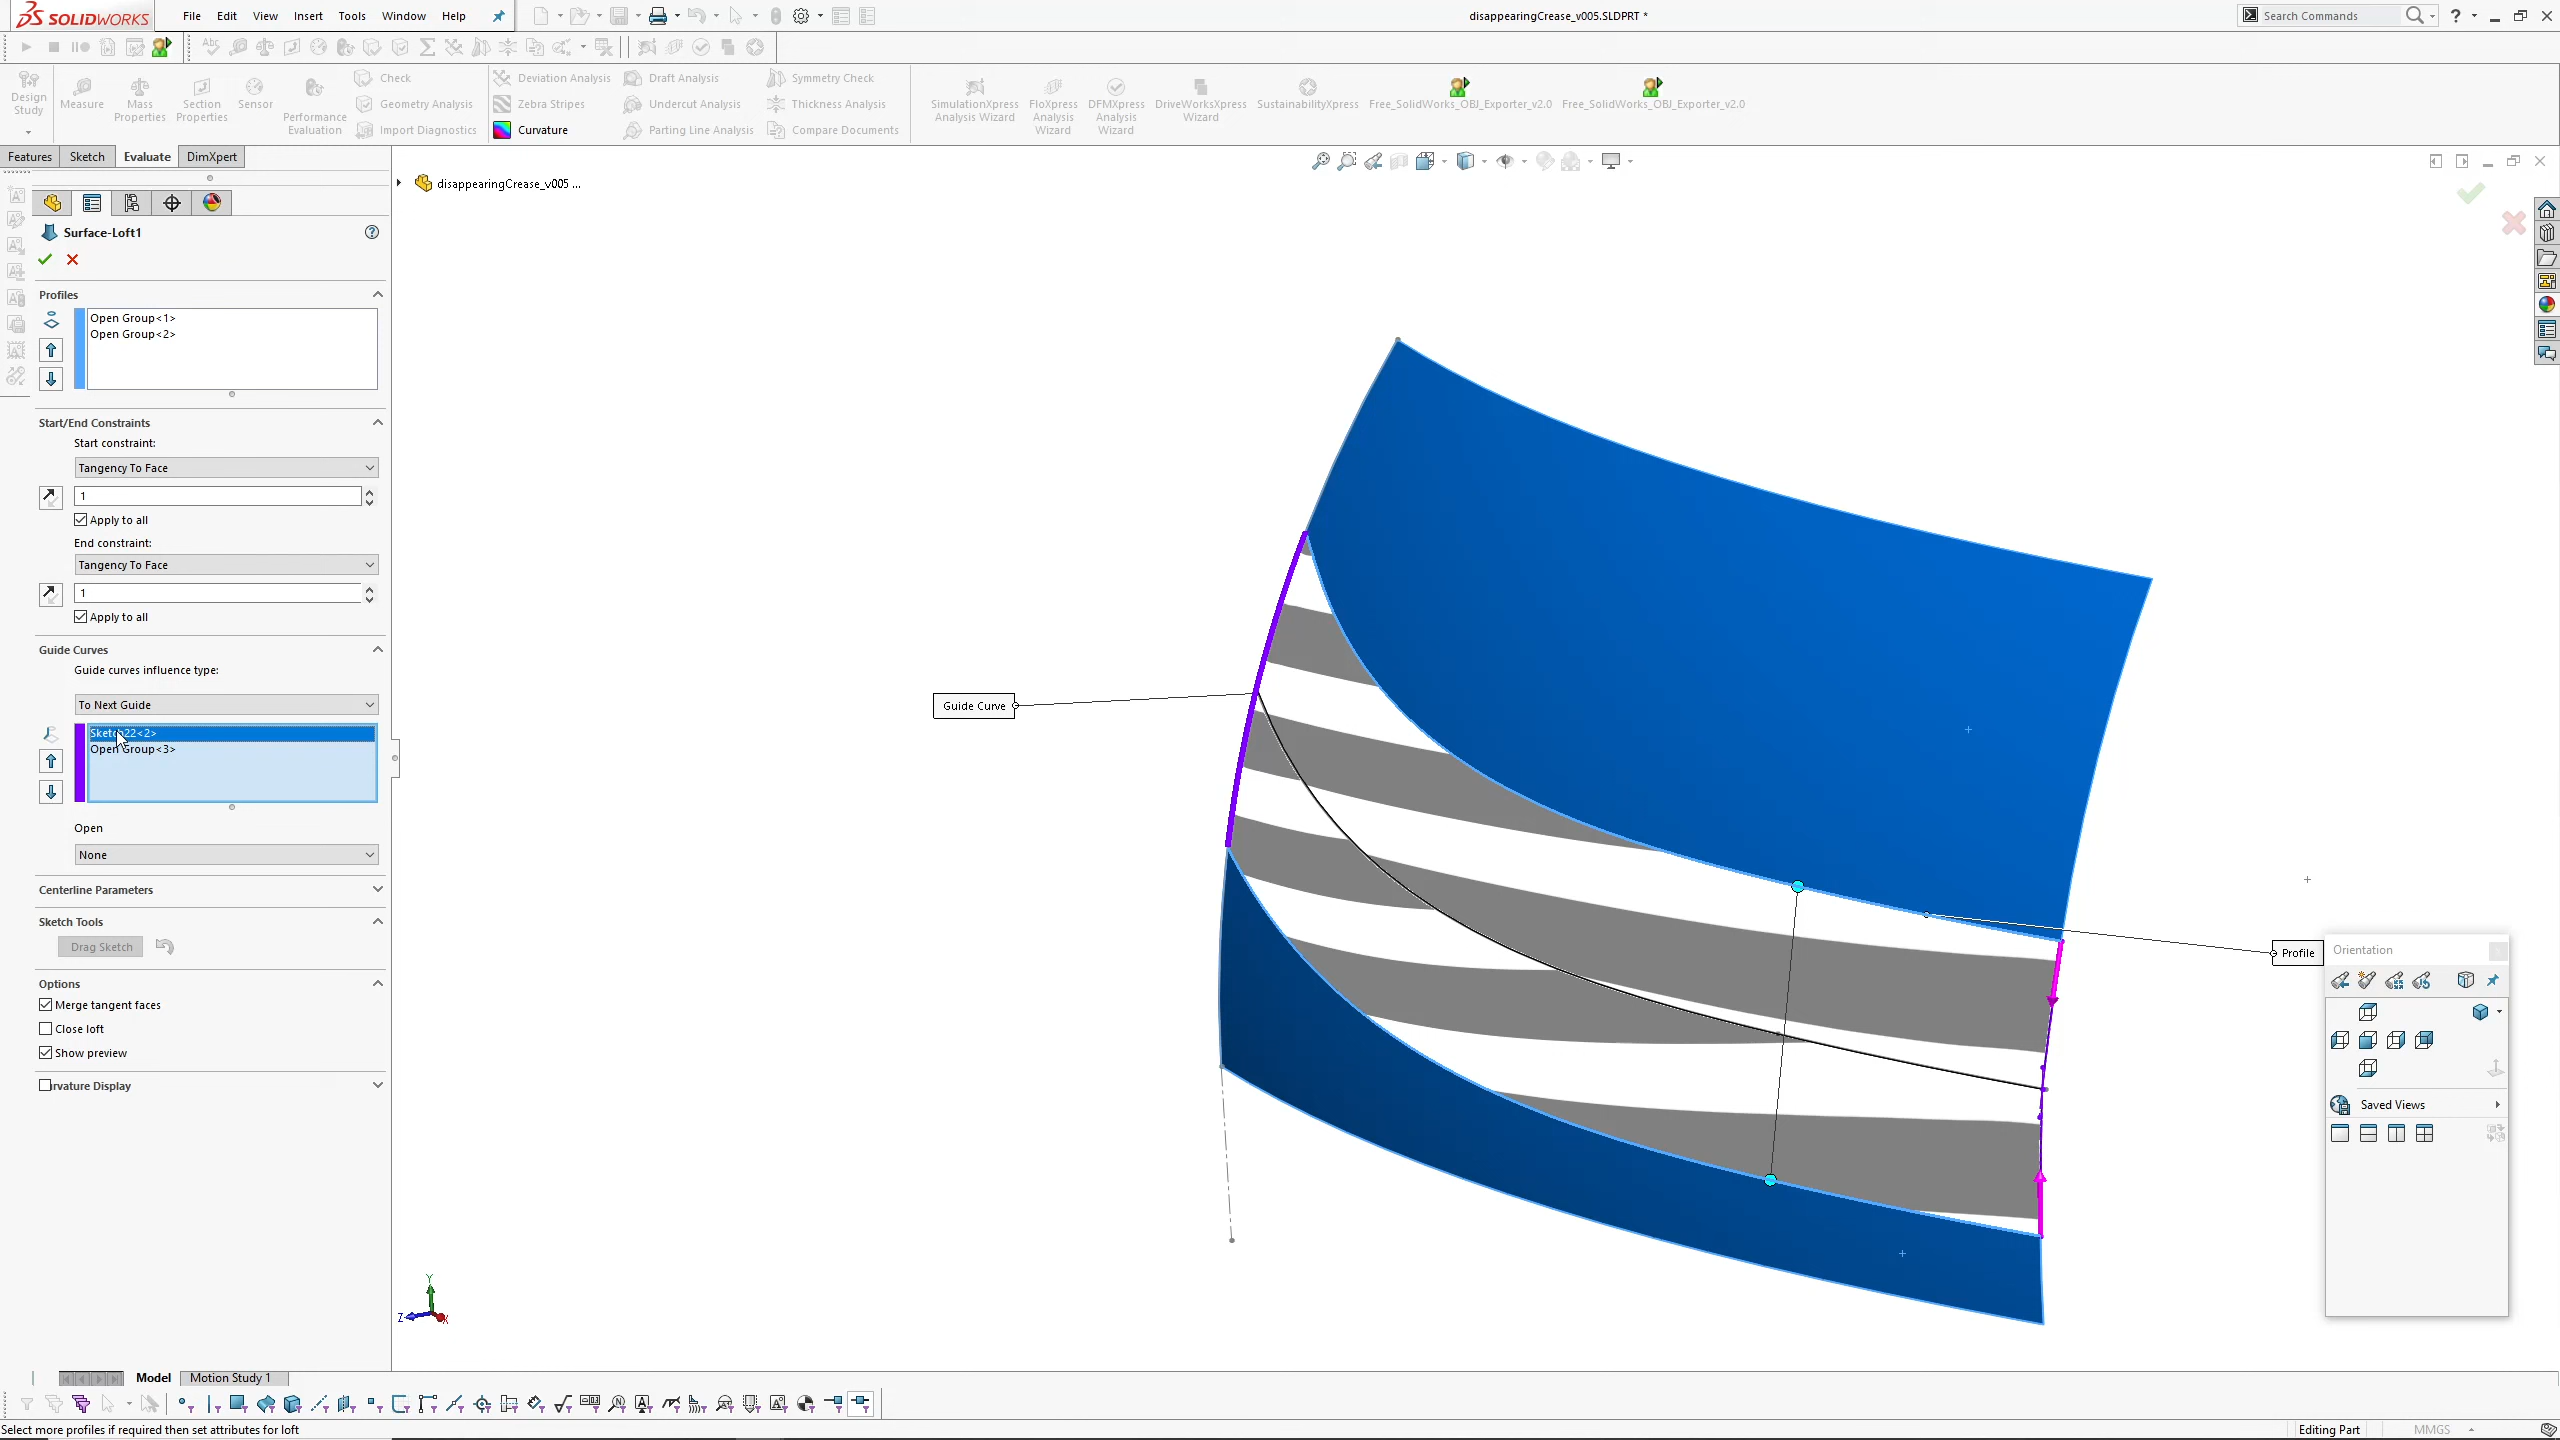 SOLIDWORKS
File Edit View Insert Tools Window Help
disappearingCrease_v005.SLDPRT *
Search Commands
Design Study
Measure
Mass Properties
Section Properties
Sensor
Performance Evaluation
Check
Geometry Analysis
Import Diagnostics
Deviation Analysis
Zebra Stripes
Curvature
Draft Analysis
Undercut Analysis
Parting Line Analysis
Symmetry Check
Thickness Analysis
Compare Documents
SimulationXpress Analysis Wizard
FloXpress Analysis Wizard
DFMXpress Analysis Wizard
DriveWorksXpress Wizard
SustainabilityXpress
Free_SolidWorks_OBJ_Exporter_v2.0
Free_SolidWorks_OBJ_Exporter_v2.0
Features Sketch Evaluate DimXpert
disappearingCrease_v005 ...
Surface-Loft1
Profiles
Open Group<1>
Open Group<2>
Start/End Constraints
Start constraint:
Tangency To Face
1
Apply to all
End constraint:
Tangency To Face
1
Apply to all
Guide Curves
Guide curves influence type:
To Next Guide
Sketch22<2>
Open Group<3>
Open
None
Centerline Parameters
Sketch Tools
Drag Sketch
Options
Merge tangent faces
Close loft
Show preview
rvature Display
Guide Curve
Profile
Orientation
Saved Views
Y
Z
X
Model Motion Study 1
Select more profiles if required then set attributes for loft
Editing Part
MMGS